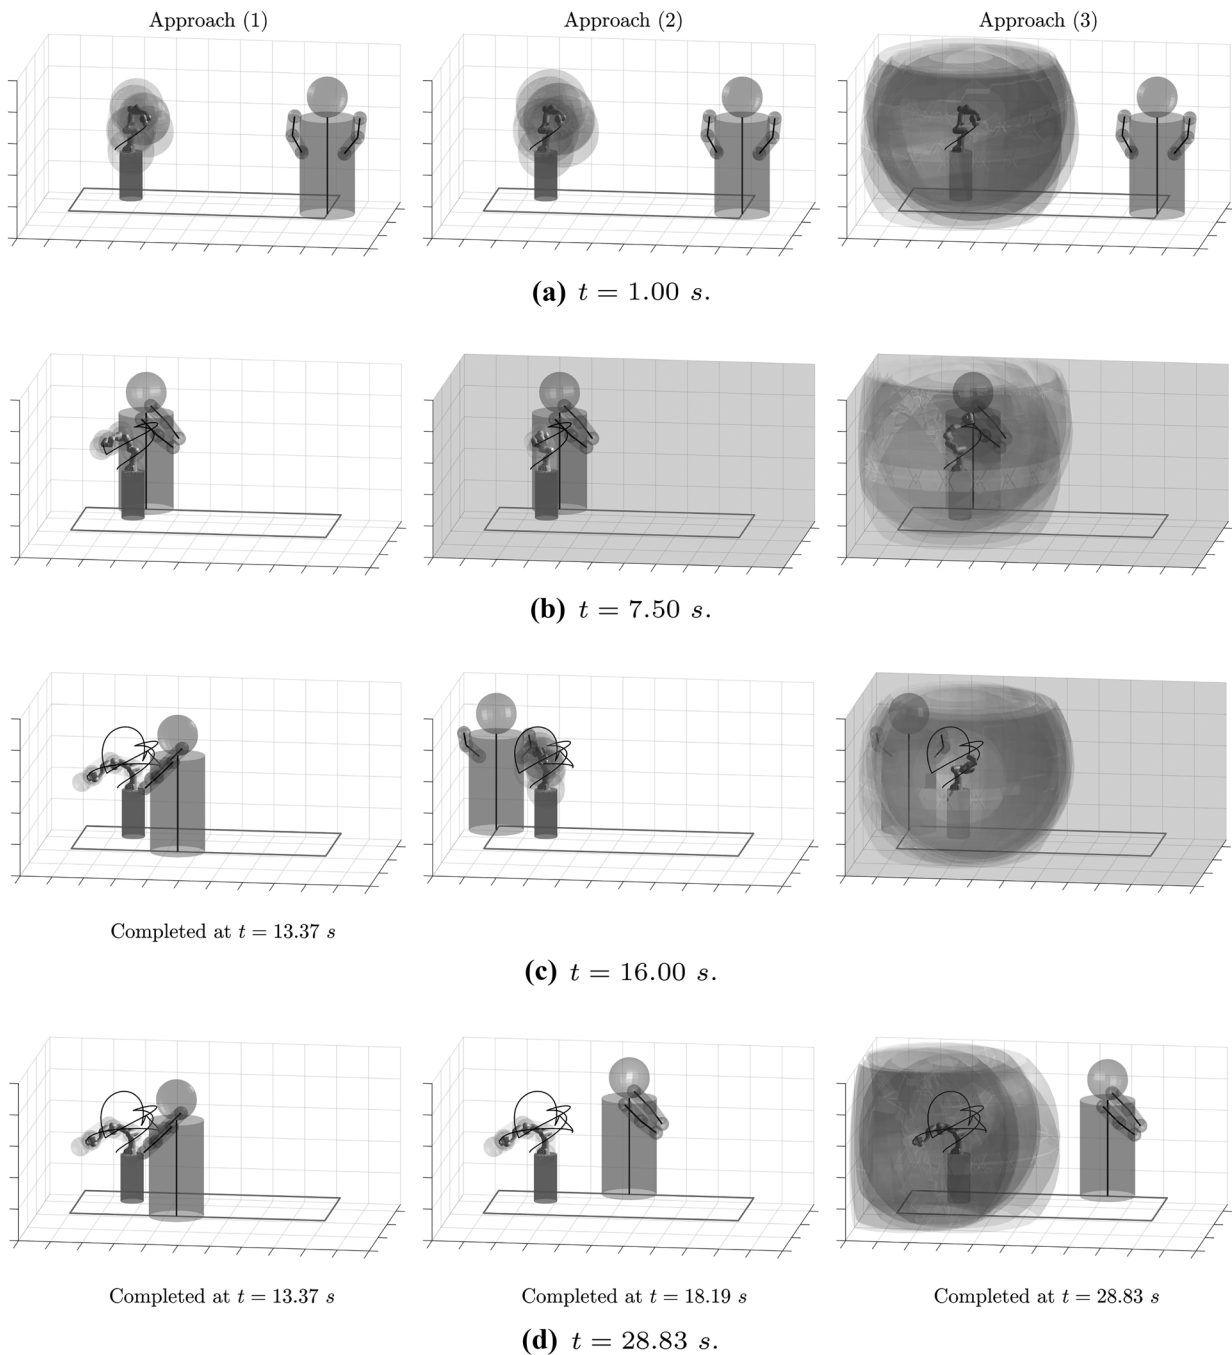 Approach (1)
Approach (2)
Approach (3)
(a) t = 1.00 s.
(b) t = 7.50 s.
Completed at t = 13.37 s
(c) t = 16.00 s.
Completed at t = 13.37 s
Completed at t = 18.19 s
Completed at t = 28.83 s
(d) t = 28.83 s.